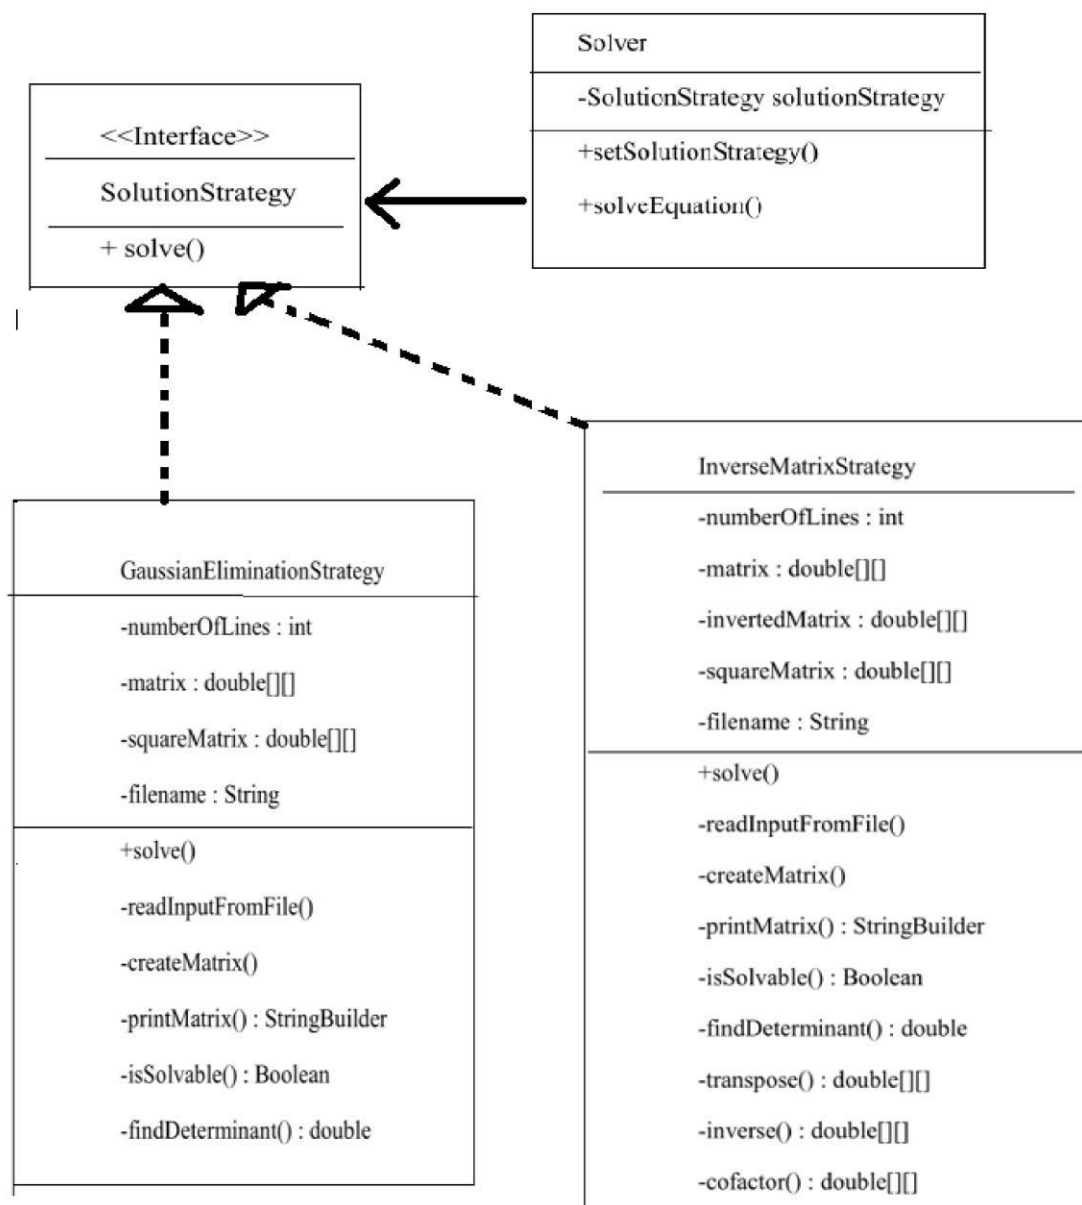 Solver
-SolutionStrategy solutionStrategy
+setSolutionStrategy()
+solveEquation()
<<Interface>>
SolutionStrategy
+ solve()
GaussianEliminationStrategy
-numberOfLines : int
-matrix : double[][]
-squareMatrix : double[][]
-filename : String
+solve()
-readInputFromFile()
-createMatrix()
-printMatrix() : StringBuilder
-isSolvable() : Boolean
-findDeterminant() : double
InverseMatrixStrategy
-numberOfLines : int
-matrix : double[][]
-invertedMatrix : double[][]
-squareMatrix : double[][]
-filename : String
+solve()
-readInputFromFile()
-createMatrix()
-printMatrix() : StringBuilder
-isSolvable() : Boolean
-findDeterminant() : double
-transpose() : double[][]
-inverse() : double[][]
-cofactor() : double[][]